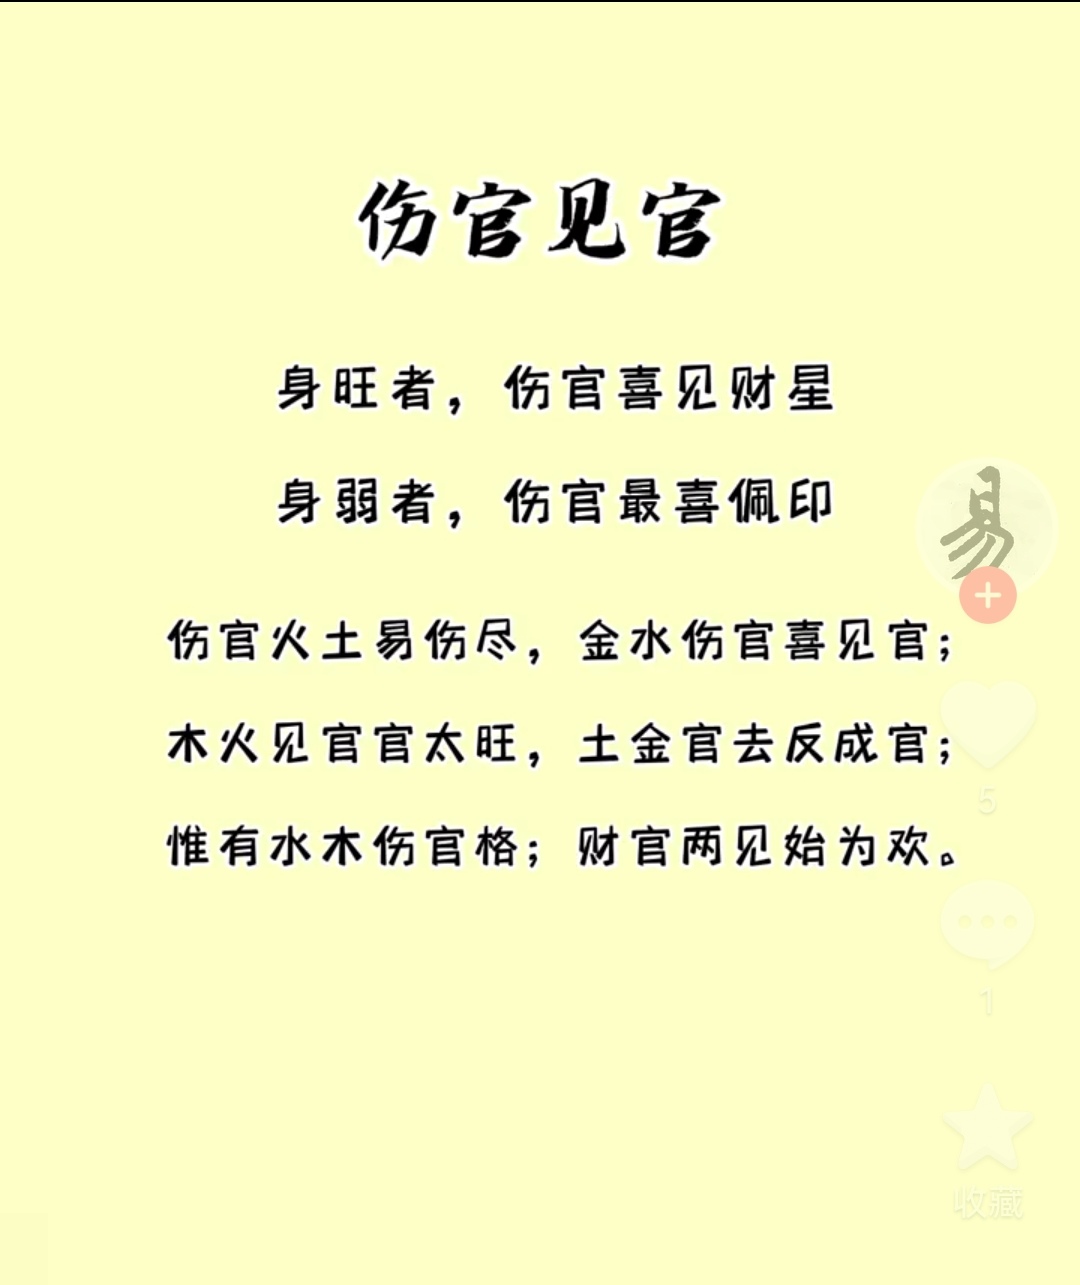 伤官见官
身旺者，伤官喜见财星
身弱者，伤官最喜佩印
易
伤官火土易伤尽，金水伤官喜见官；
木火见官官太旺，土金官去反成官；
5
惟有水木伤官格；财官两见始为欢。
1
收藏